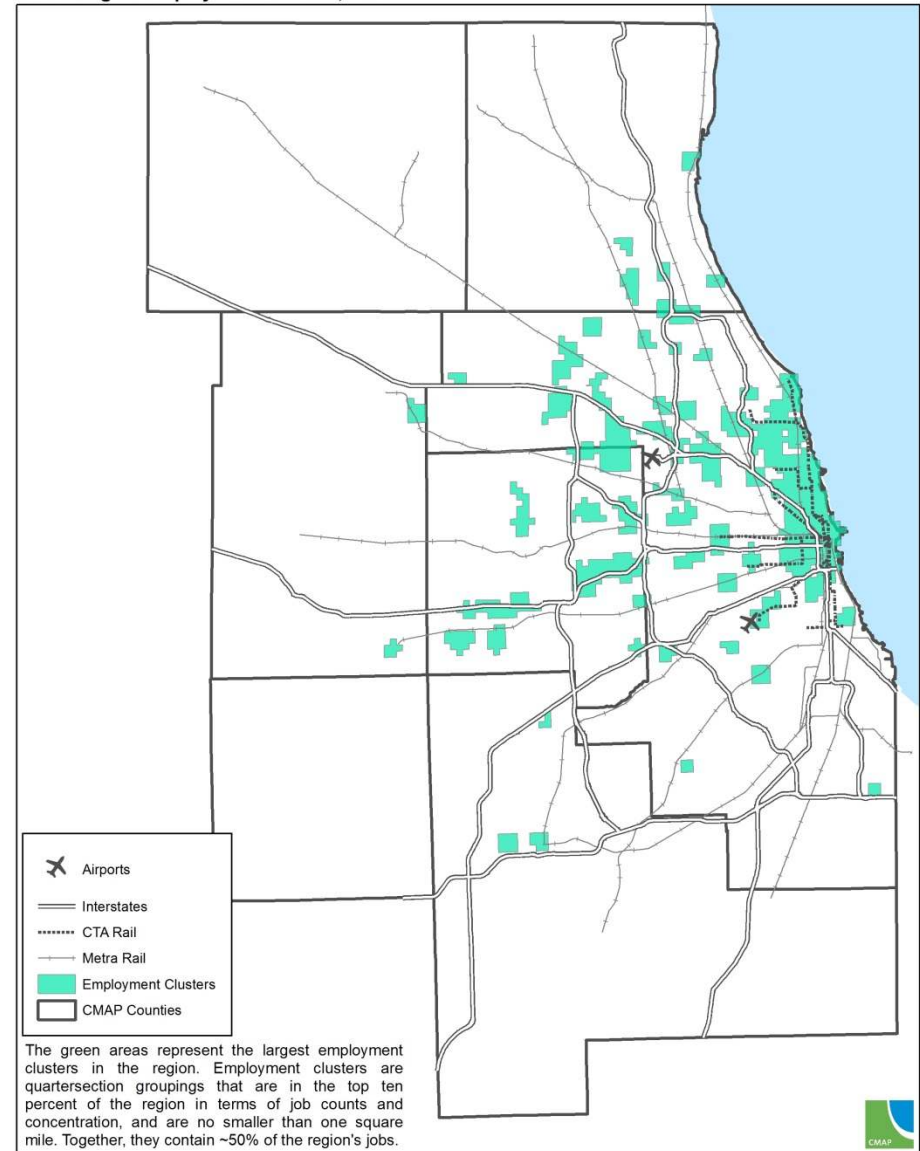 Airports
Interstates
CTA Rail
Metra Rail
Employment Clusters
CMAP Counties
The green areas represent the largest employment
clusters in the region. Employment clusters are
quartersection groupings that are in the top ten
percent of the region in terms of job counts and
concentration, and are no smaller than one square
mile. Together, they contain ~50% of the region's jobs.
CMAP